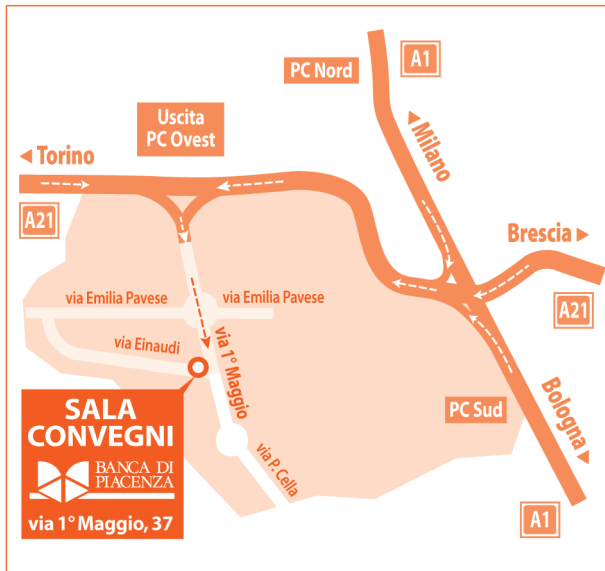 A1
PC Nord
Uscita
PC Ovest
Milano
Torino
A21
Brescia
A21
via Emilia Pavese
via Emilia Pavese
via Einaudi
via 1° Maggio
SALA
CONVEGNI
BANCA DI
PIACENZA
via 1° Maggio, 37
PC Sud
Bologna
via P. Cella
A1